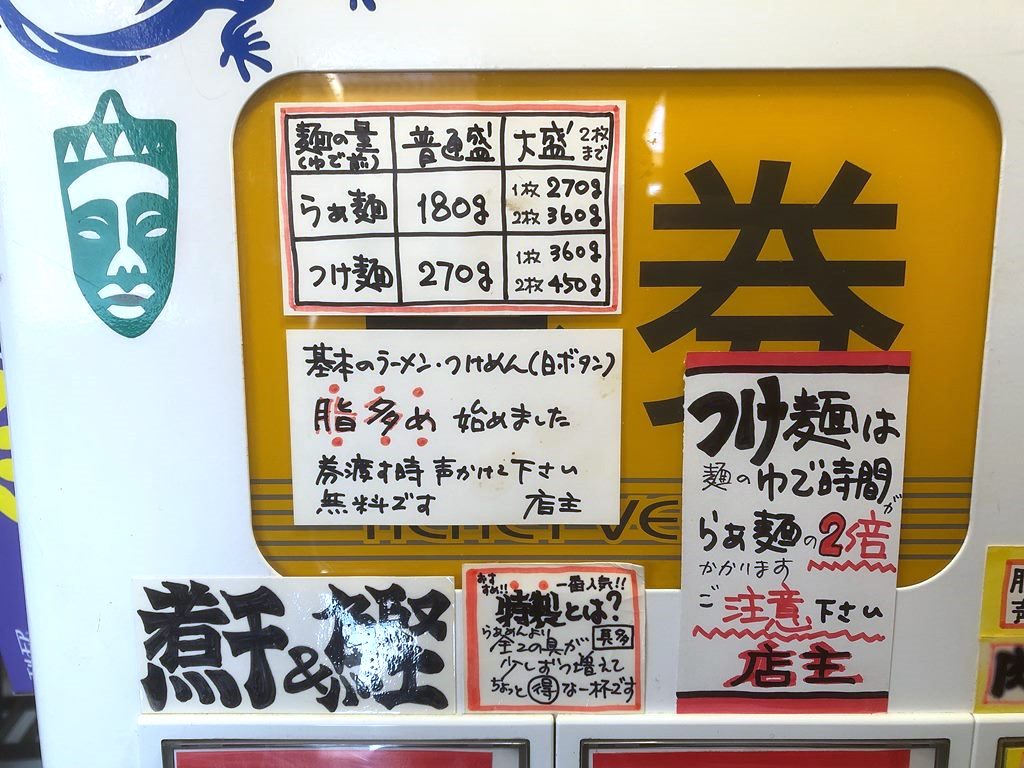 麺の量 普通盛 大盛 2枚まで
(ゆで前)
らぁ麺 180g 1枚 270g
2枚 360g
つけ麺 270g 1枚 360g
2枚 450g
券
基本のラーメン・つけめん(白ボタン)
脂多め 始めました
券渡す時声かけて下さい
無料です 店主
つけ麺は
麺のゆで時間が
らぁ麺の2倍
かかります
ご注意下さい
店主
煮干&鰹
おすすめ!! 一番人気!!
特製とは?
らぁめんより 具多
全ての具が
少しずつ増えて
ちょっと得な一杯です